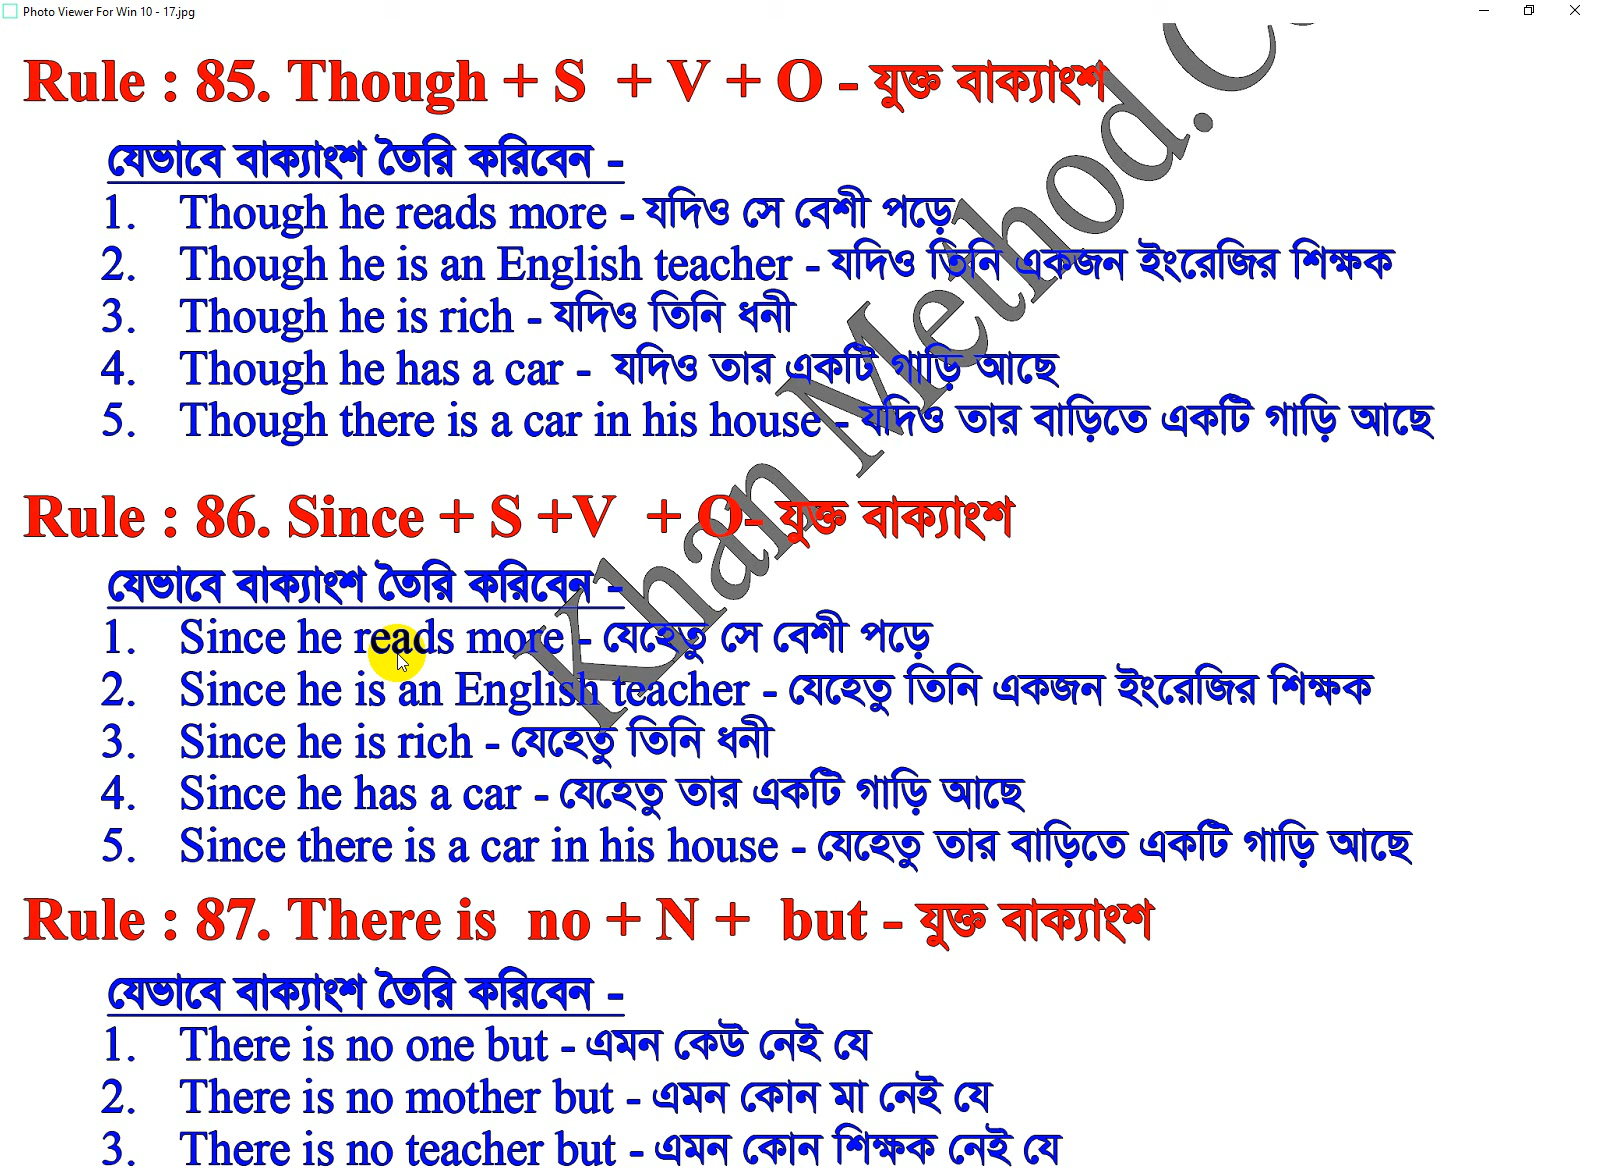 Photo Viewer For Win 10 - 17.jpg
Rule : 85. Though + S + V + O - যুক্ত বাক্যাংশ
যেভাবে বাক্যাংশ তৈরি করিবেন -
1. Though he reads more - যদিও সে বেশী পড়ে
2. Though he is an English teacher - যদিও তিনি একজন ইংরেজির শিক্ষক
3. Though he is rich - যদিও তিনি ধনী
4. Though he has a car - যদিও তার একটি গাড়ি আছে
5. Though there is a car in his house - যদিও তার বাড়িতে একটি গাড়ি আছে
Rule : 86. Since + S +V + O- যুক্ত বাক্যাংশ
যেভাবে বাক্যাংশ তৈরি করিবেন -
1. Since he reads more - যেহেতু সে বেশী পড়ে
2. Since he is an English teacher - যেহেতু তিনি একজন ইংরেজির শিক্ষক
3. Since he is rich - যেহেতু তিনি ধনী
4. Since he has a car - যেহেতু তার একটি গাড়ি আছে
5. Since there is a car in his house - যেহেতু তার বাড়িতে একটি গাড়ি আছে
Rule : 87. There is no + N + but - যুক্ত বাক্যাংশ
যেভাবে বাক্যাংশ তৈরি করিবেন -
1. There is no one but - এমন কেউ নেই যে
2. There is no mother but - এমন কোন মা নেই যে
3. There is no teacher but - এমন কোন শিক্ষক নেই যে
Khan Method.